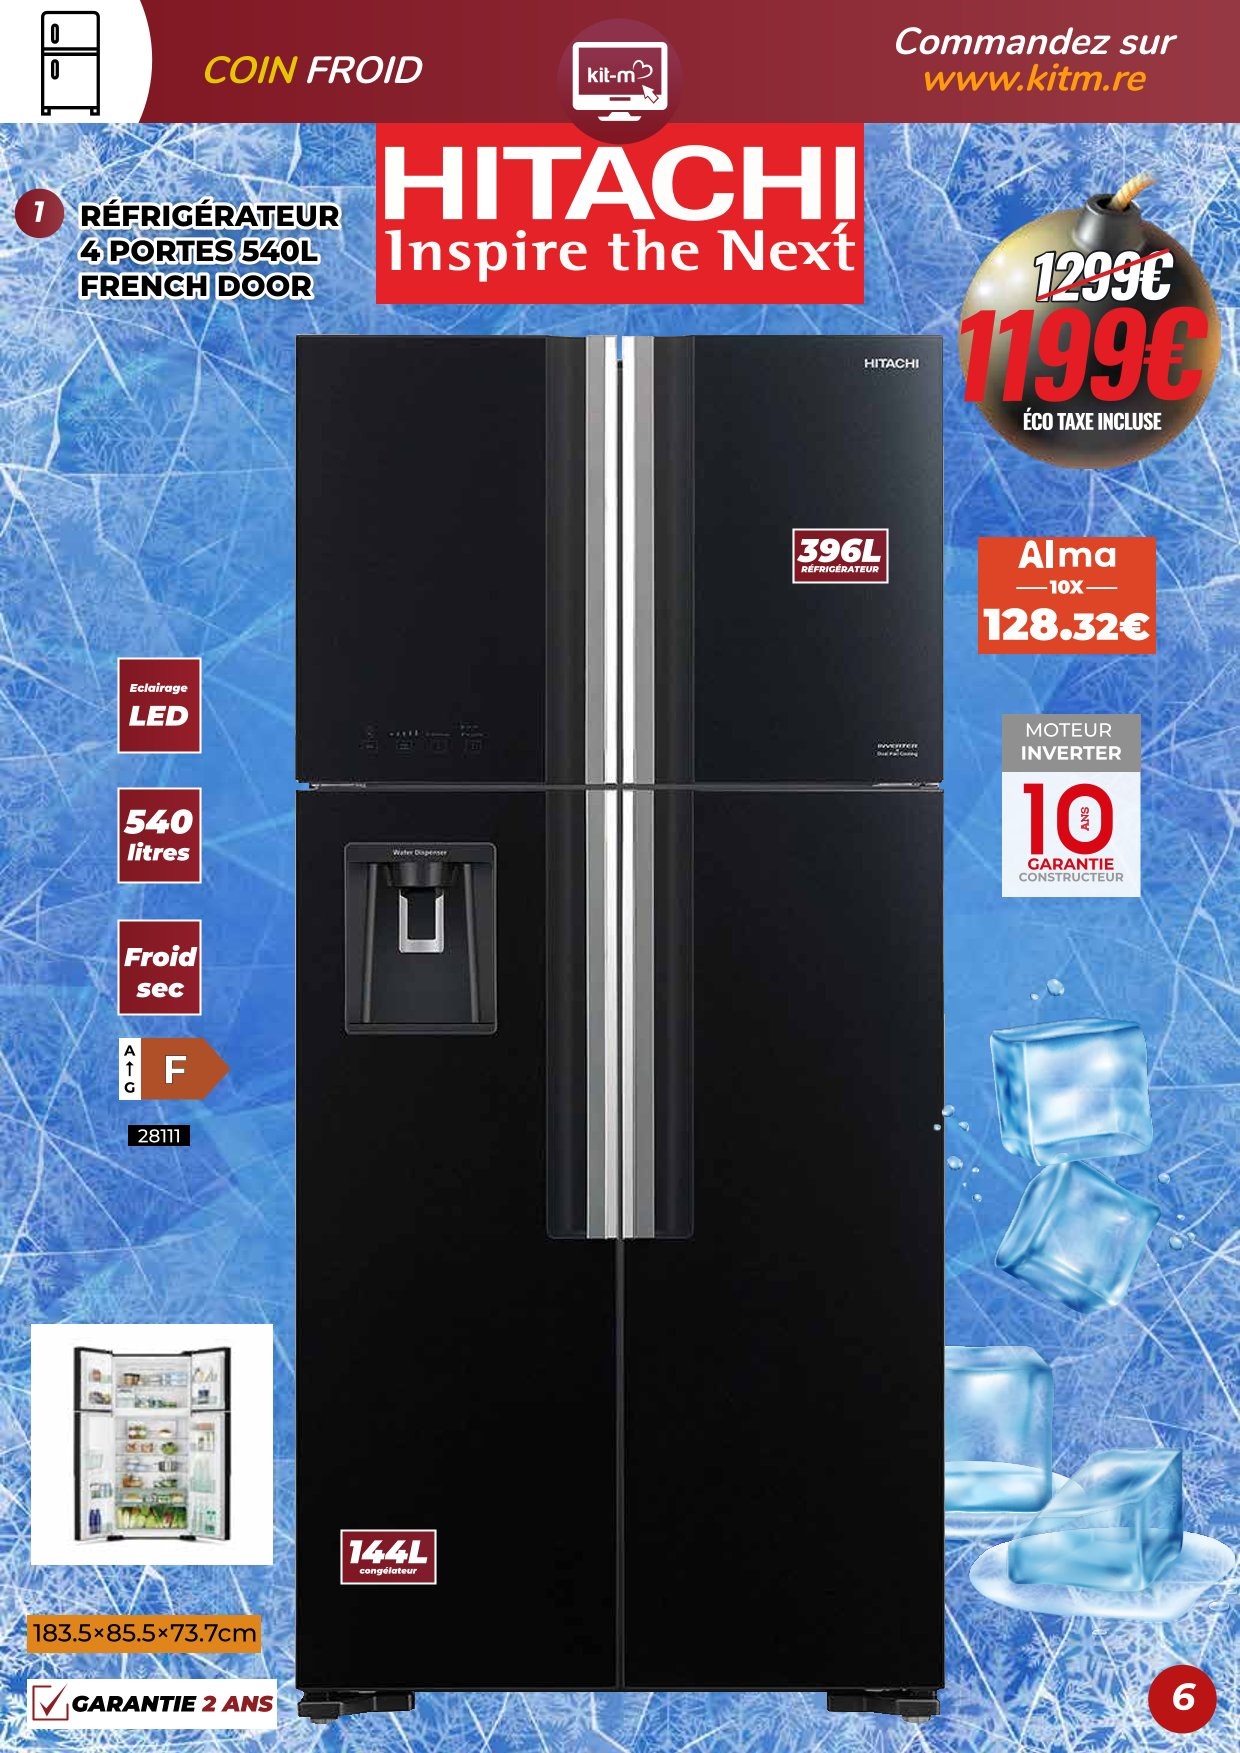 COIN FROID
kit-m
Commandez sur
www.kitm.re
HITACHI
Inspire the Next
1
RÉFRIGÉRATEUR
4 PORTES 540L
FRENCH DOOR
1299€
1199€
ÉCO TAXE INCLUSE
HITACHI
396L
RÉFRIGÉRATEUR
Alma
10X
128.32€
Eclairage
LED
MOTEUR
INVERTER
10 ANS
GARANTIE
CONSTRUCTEUR
INVERTER
Dual Fan Cooling
540
litres
Water Dispenser
Froid
sec
A
G
F
28111
144L
congélateur
183.5×85.5×73.7cm
GARANTIE 2 ANS
6